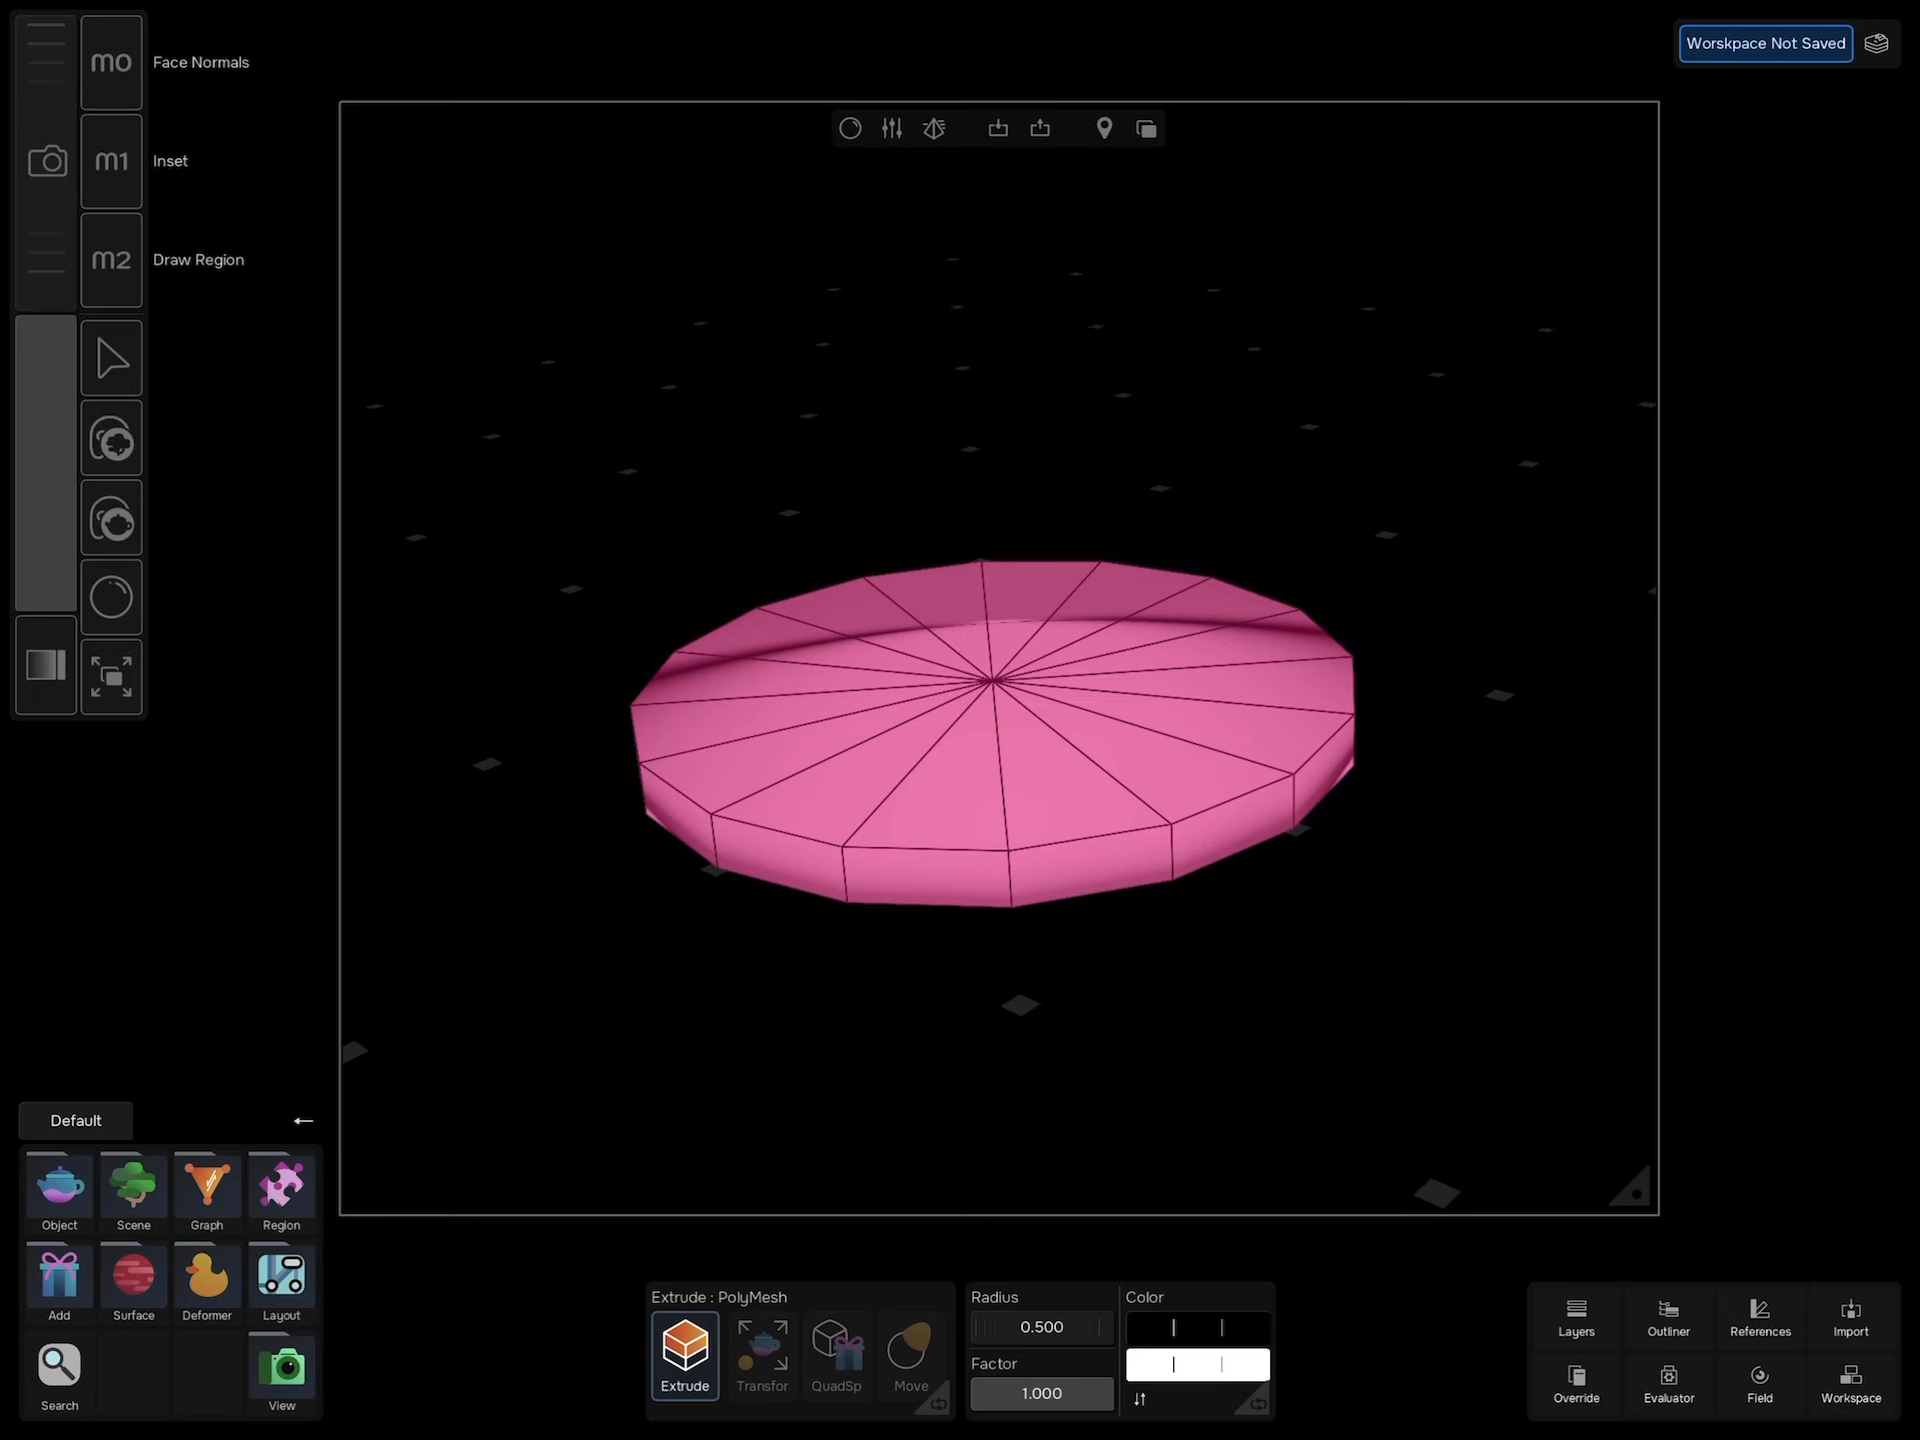 Worskpace Not Saved
m0
Face Normals
m1
Inset
m2
Draw Region
Default
Object
Scene
Graph
Region
Add
Surface
Deformer
Layout
Search
View
Extrude : PolyMesh
Extrude
Transfor
QuadSp
Move
Radius
0.500
Factor
1.000
Color
Layers
Outliner
References
Import
Override
Evaluator
Field
Workspace